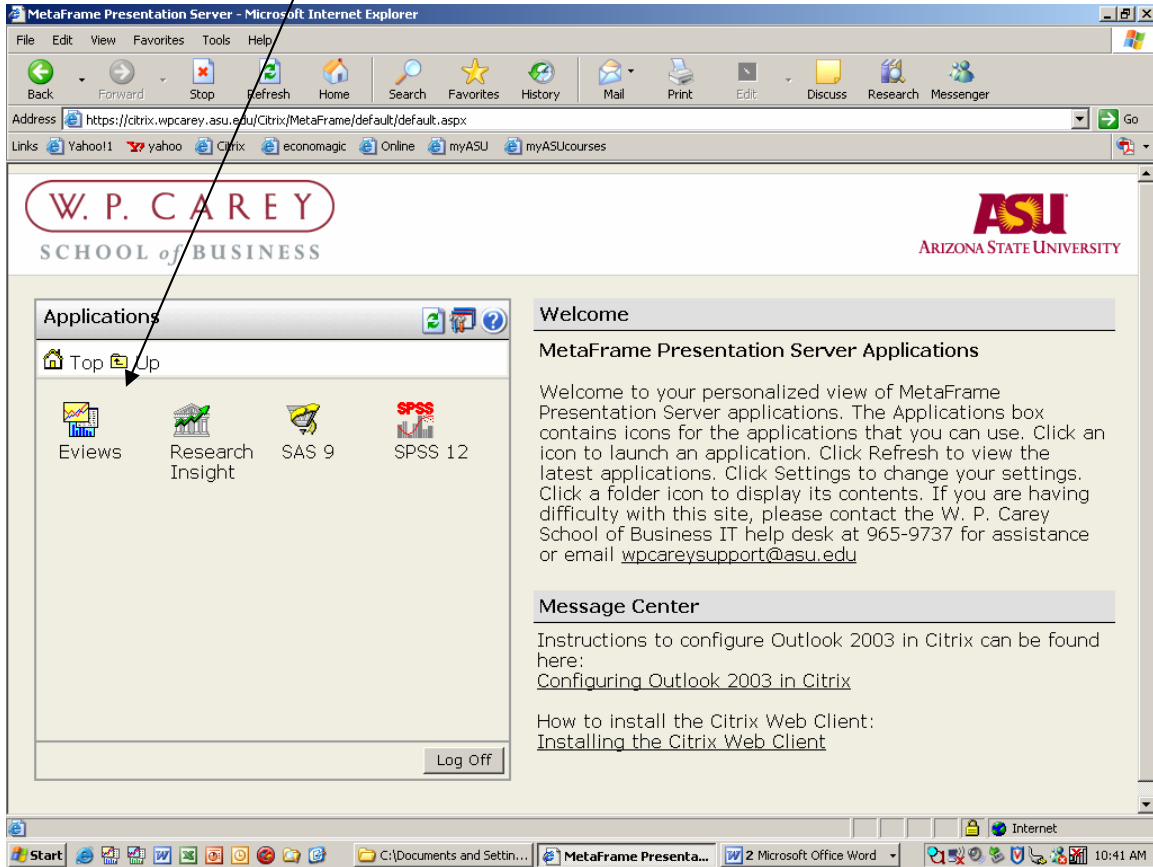 MetaFrame Presentation Server - Microsoft Internet Explorer
File Edit View Favorites Tools Help
Back Forward Stop Refresh Home Search Favorites History Mail Print Edit Discuss Research Messenger
Address https://citrix.wpcarey.asu.edu/Citrix/MetaFrame/default/default.aspx Go
Links Yahoo!1 yahoo Citrix economagic Online myASU myASUcourses
W. P. CAREY
SCHOOL of BUSINESS
ASU
ARIZONA STATE UNIVERSITY
Applications
Top Up
Eviews
Research
Insight
SAS 9
SPSS
SPSS 12
Log Off
Welcome
MetaFrame Presentation Server Applications
Welcome to your personalized view of MetaFrame
Presentation Server applications. The Applications box
contains icons for the applications that you can use. Click an
icon to launch an application. Click Refresh to view the
latest applications. Click Settings to change your settings.
Click a folder icon to display its contents. If you are having
difficulty with this site, please contact the W. P. Carey
School of Business IT help desk at 965-9737 for assistance
or email wpcareysupport@asu.edu
Message Center
Instructions to configure Outlook 2003 in Citrix can be found
here:
Configuring Outlook 2003 in Citrix
How to install the Citrix Web Client:
Installing the Citrix Web Client
Internet
Start C:\Documents and Settin... MetaFrame Presenta... 2 Microsoft Office Word 10:41 AM